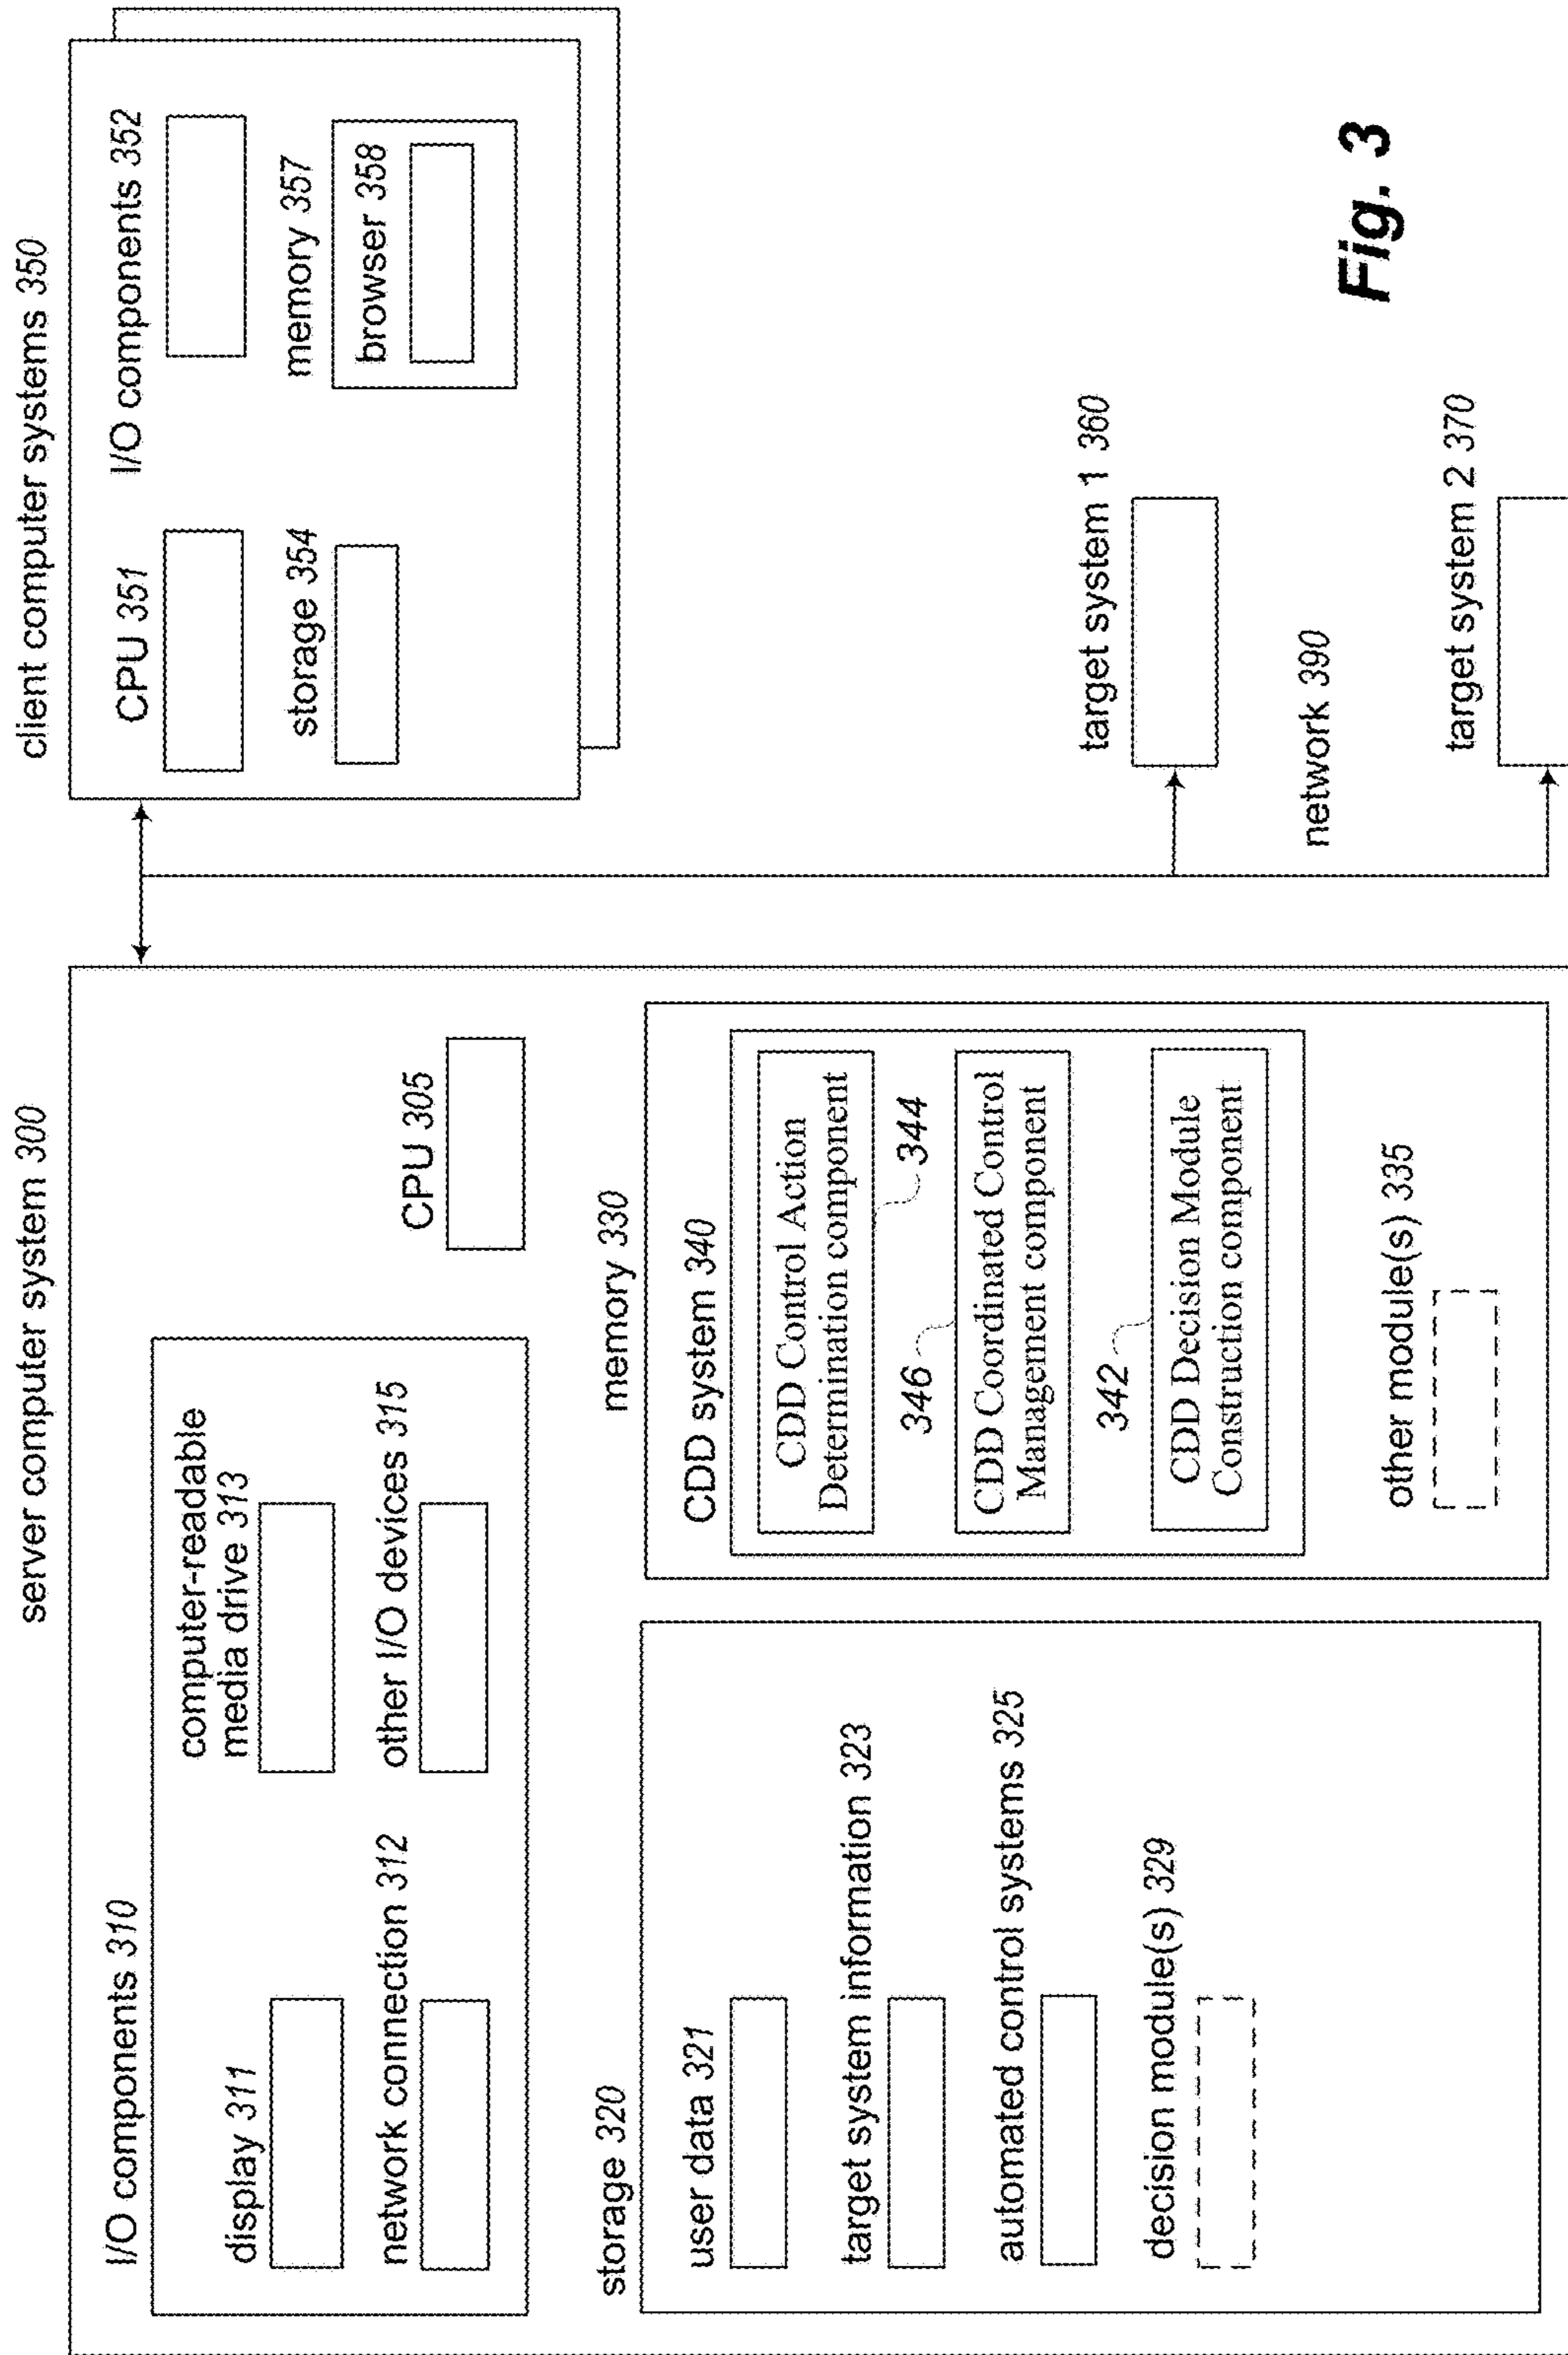 server computer system 300
I/O components 310
display 311
network connection 312
computer-readable
media drive 313
other I/O devices 315
CPU 305
storage 320
user data 321
target system information 323
automated control systems 325
decision module(s) 329
memory 330
CDD system 340
CDD Control Action
Determination component
344
346
CDD Coordinated Control
Management component
342
CDD Decision Module
Construction component
other module(s) 335
client computer systems 350
CPU 351
I/O components 352
storage 354
memory 357
browser 358
target system 1 360
network 390
target system 2 370
Fig. 3